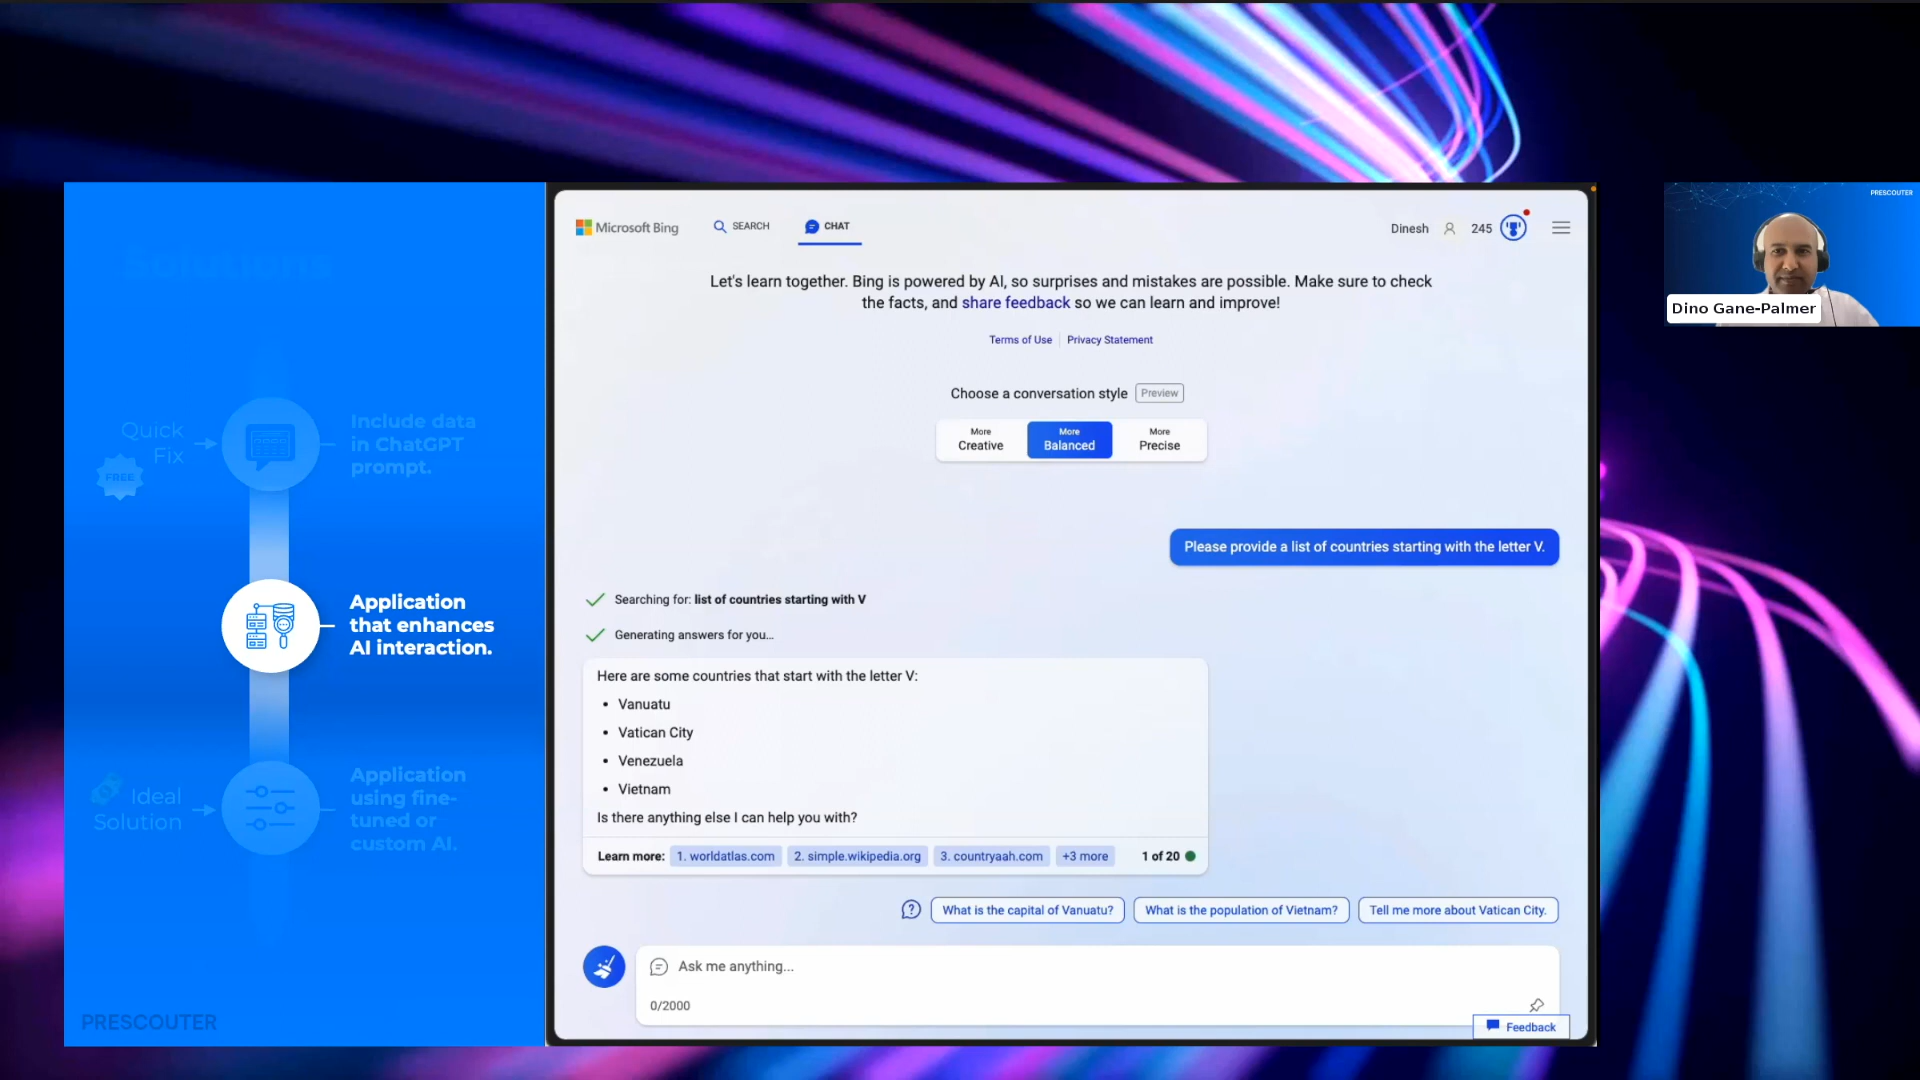 Solutions
Quick
Fix
FREE
Include data
in ChatGPT
prompt.
Application
that enhances
AI interaction.
Ideal
Solution
Application
using fine-
tuned or
custom AI.
PRESCOUTER
Microsoft Bing
SEARCH
CHAT
Dinesh
245
Let's learn together. Bing is powered by AI, so surprises and mistakes are possible. Make sure to check
the facts, and share feedback so we can learn and improve!
Terms of Use
Privacy Statement
Choose a conversation style Preview
More
Creative
More
Balanced
More
Precise
Please provide a list of countries starting with the letter V.
Searching for: list of countries starting with V
Generating answers for you...
Here are some countries that start with the letter V:
• Vanuatu
• Vatican City
• Venezuela
• Vietnam
Is there anything else I can help you with?
Learn more: 1. worldatlas.com 2. simple.wikipedia.org 3. countryaah.com +3 more 1 of 20
What is the capital of Vanuatu? What is the population of Vietnam? Tell me more about Vatican City.
Ask me anything...
0/2000
Feedback
PRESCOUTER
Dino Gane-Palmer